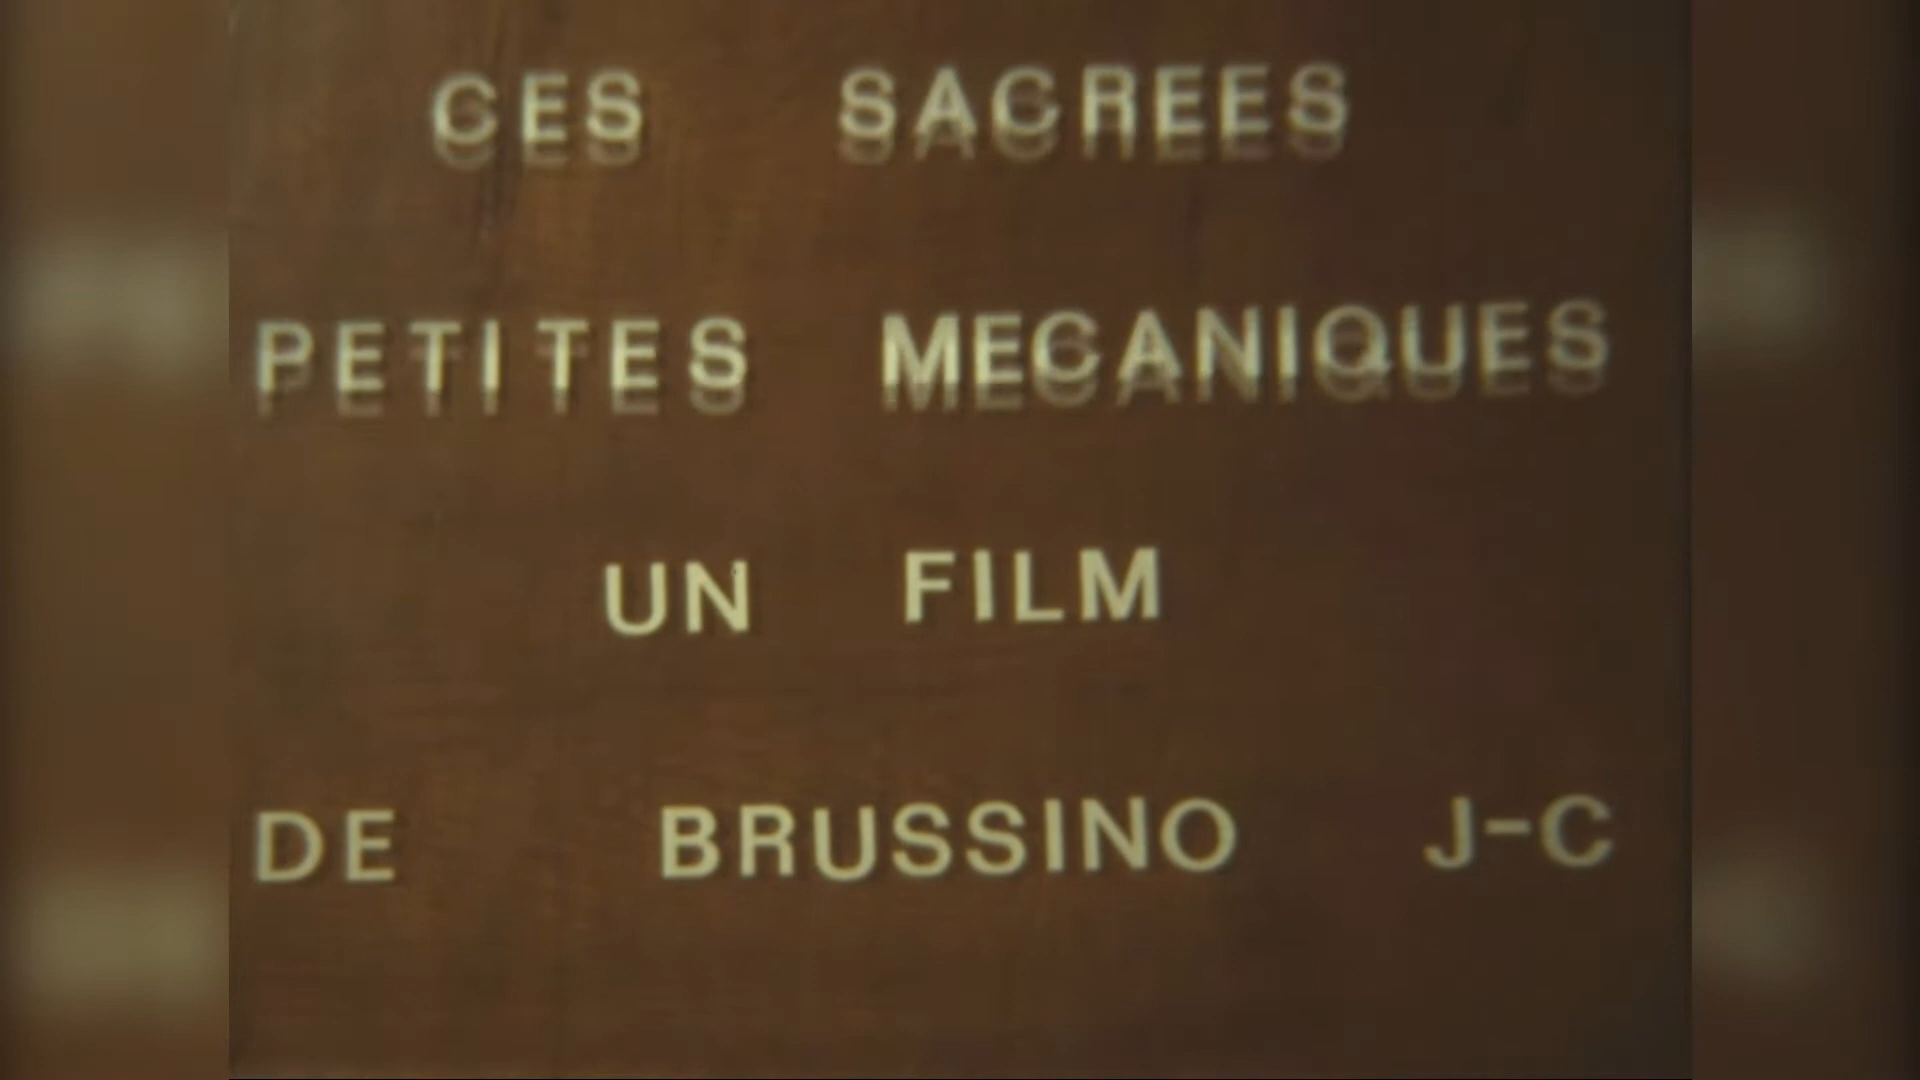 CES SACREES
PETITES MECANIQUES
UN FILM
DE BRUSSINO J-C